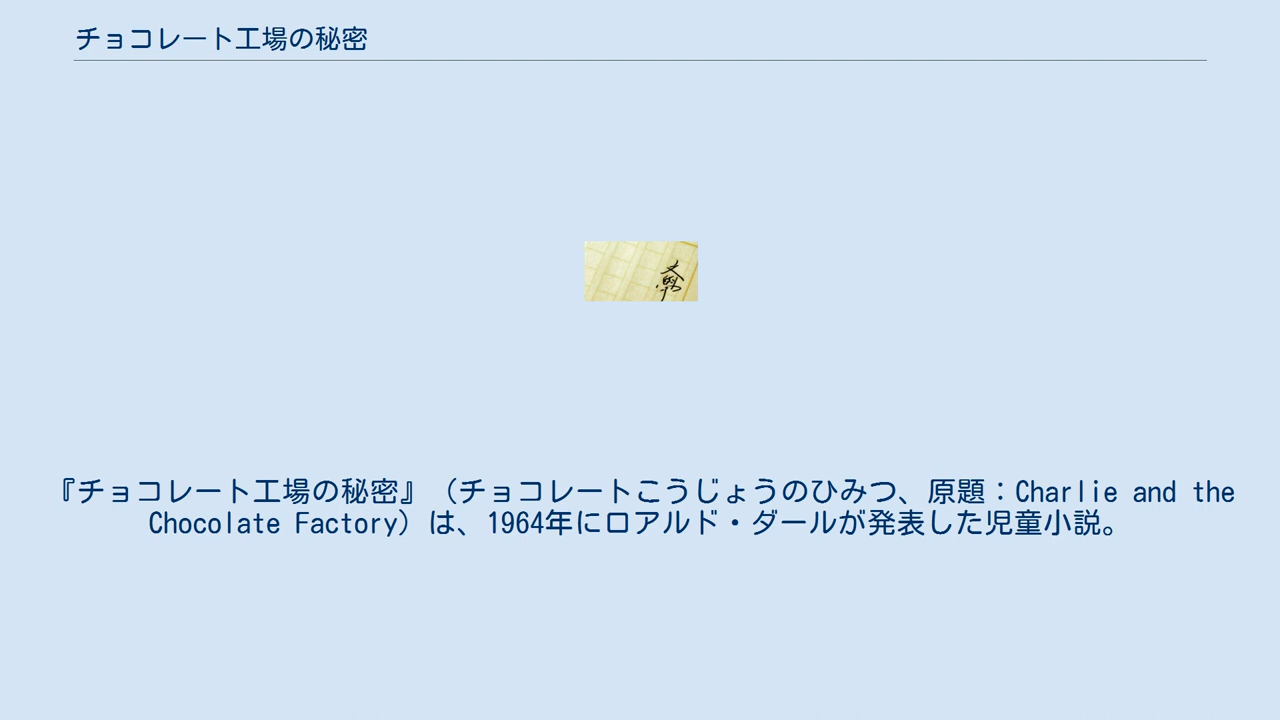 チョコレート工場の秘密
『チョコレート工場の秘密』（チョコレートこうじょうのひみつ、原題：Charlie and the
Chocolate Factory）は、1964年にロアルド・ダールが発表した児童小説。